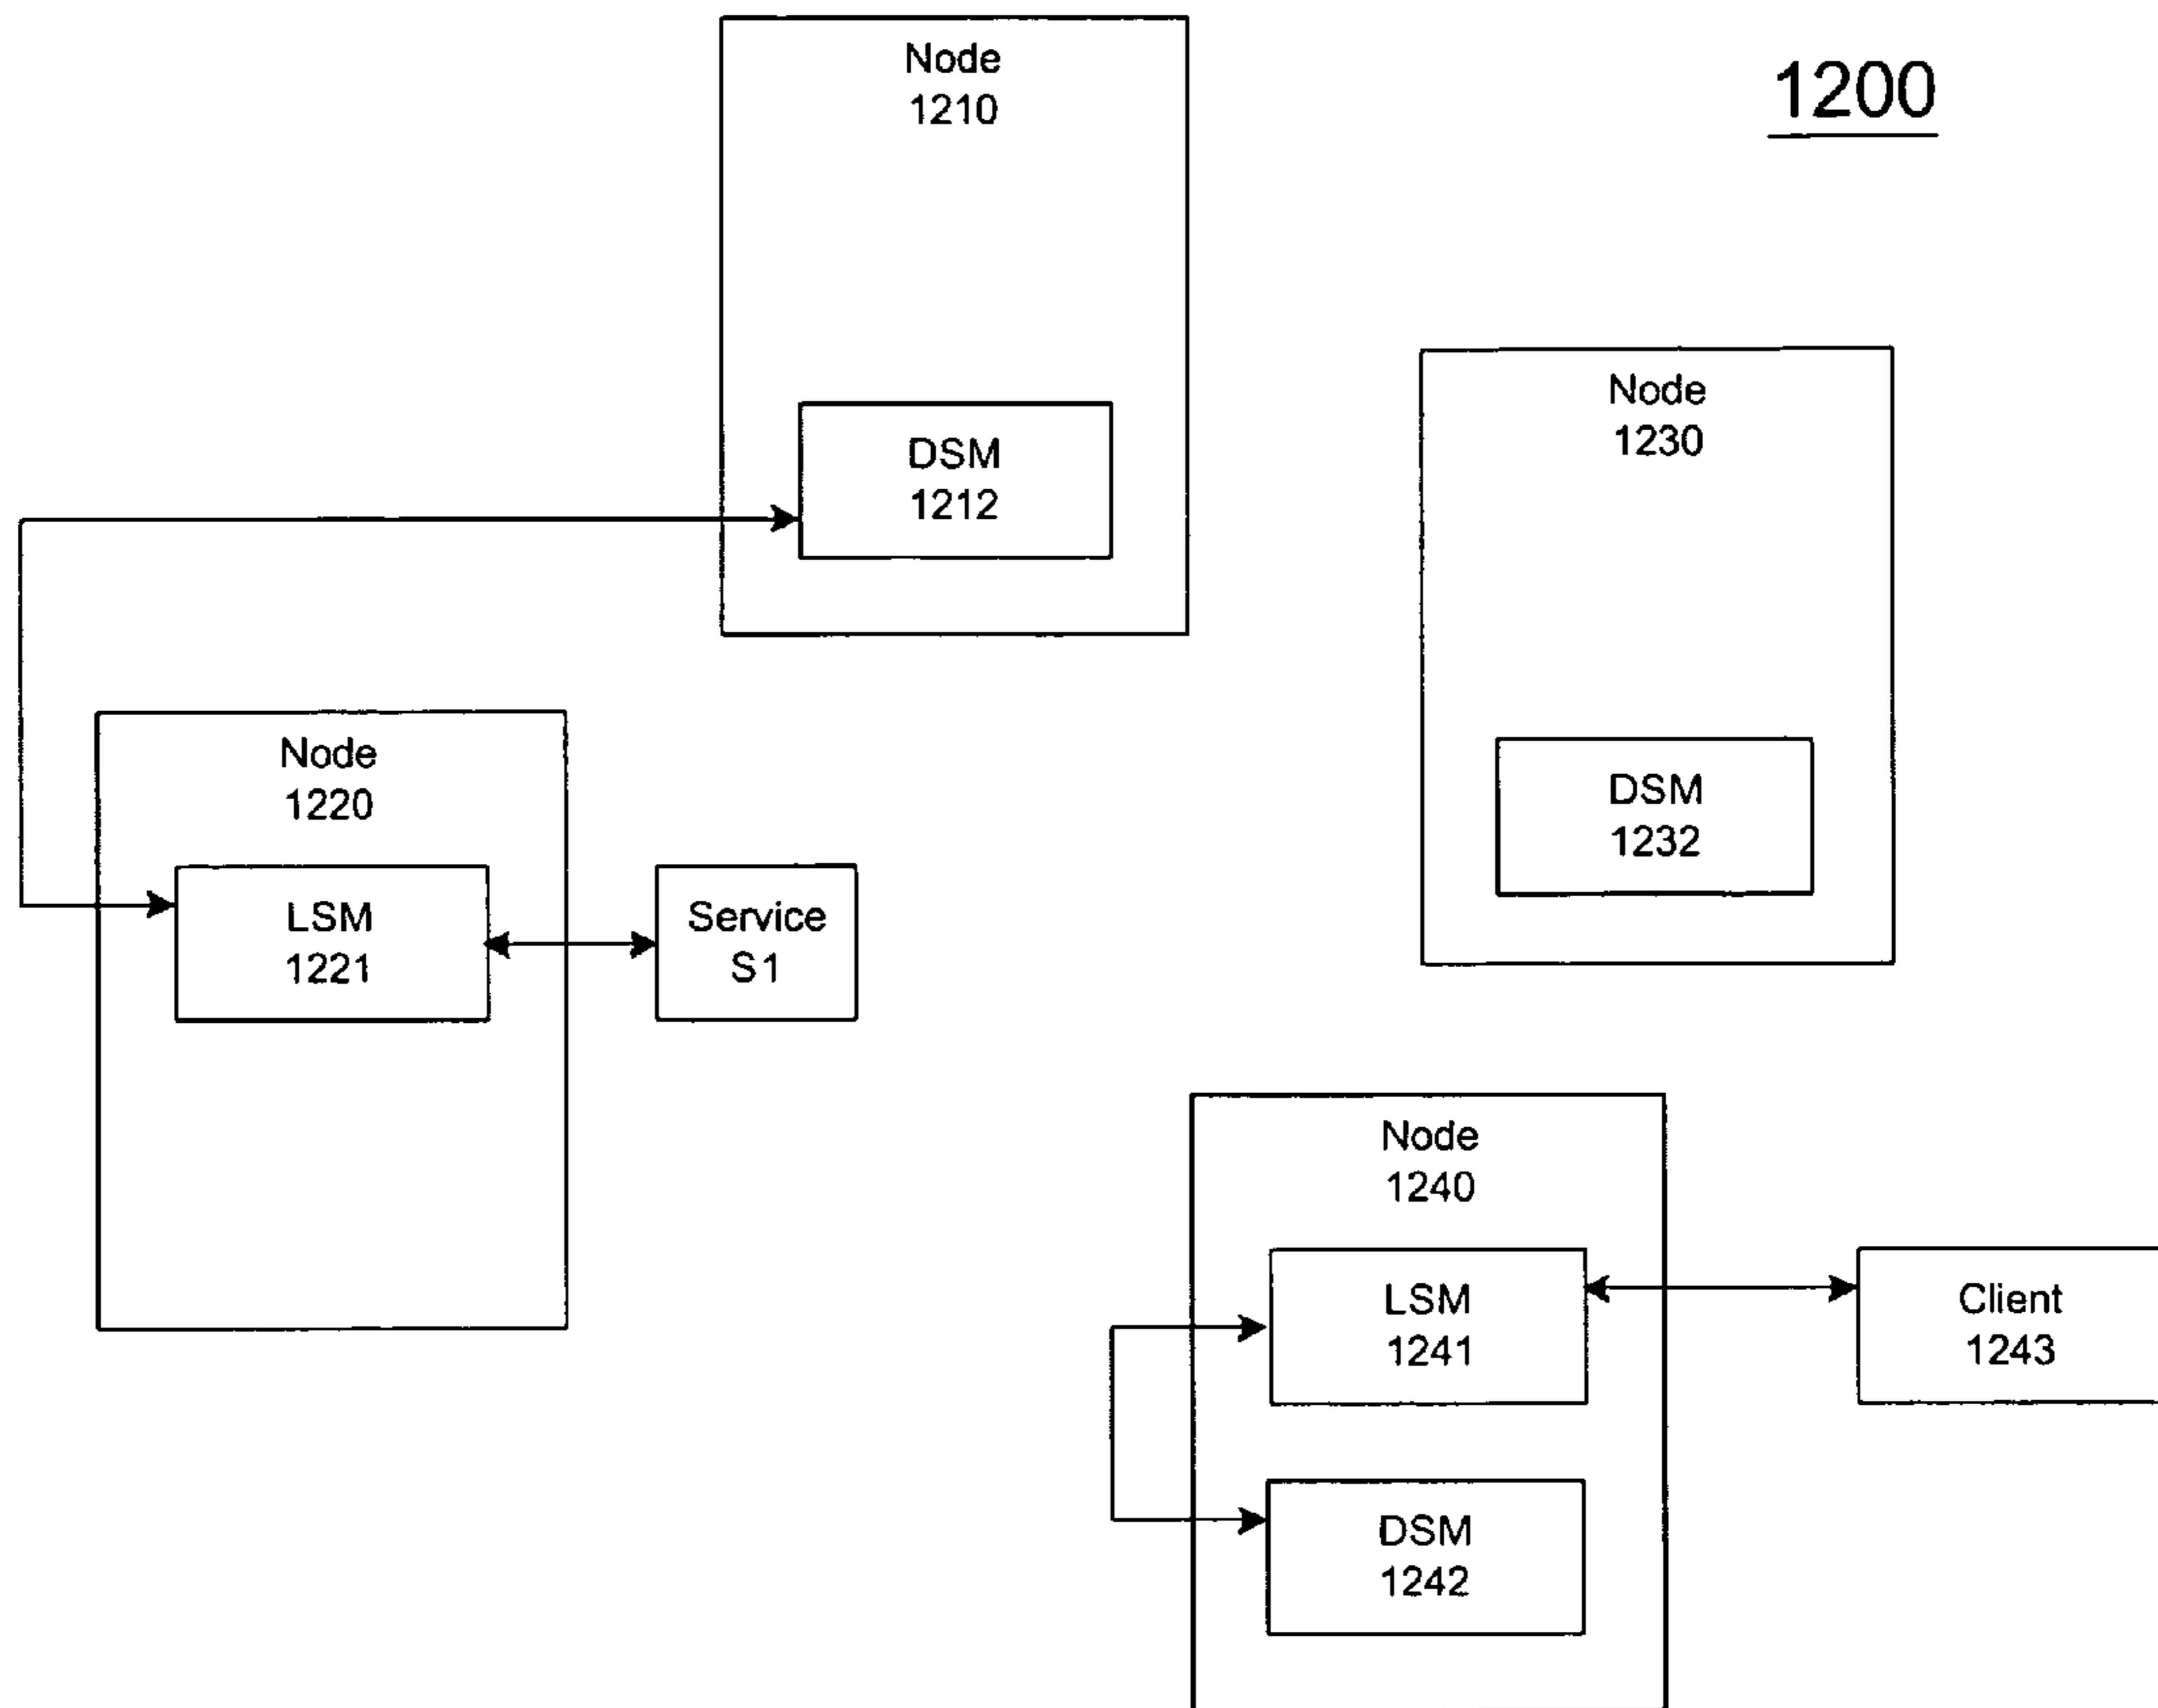 Node
1210
1200
DSM
1212
Node
1230
Node
1220
DSM
1232
LSM
1221
Service
S1
Node
1240
LSM
1241
Client
1243
DSM
1242